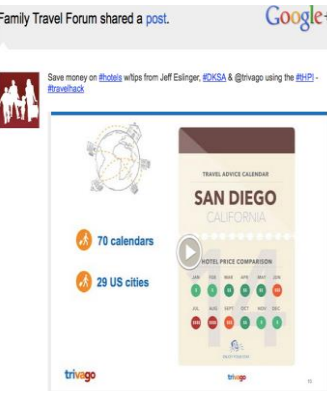 Family Travel Forum shared a post.
Google+
Save money on #hotels w/tips from Jeff Eslinger, #DKSA & @trivago using the #tHPI -
#travelhack
TRAVEL ADVICE CALENDAR
SAN DIEGO
CALIFORNIA
70 calendars
HOTEL PRICE COMPARISON
JAN FEB MAR APR MAY JUN
29 US cities
JUL AUG SEPT OCT NOV DEC
trivago
trivago